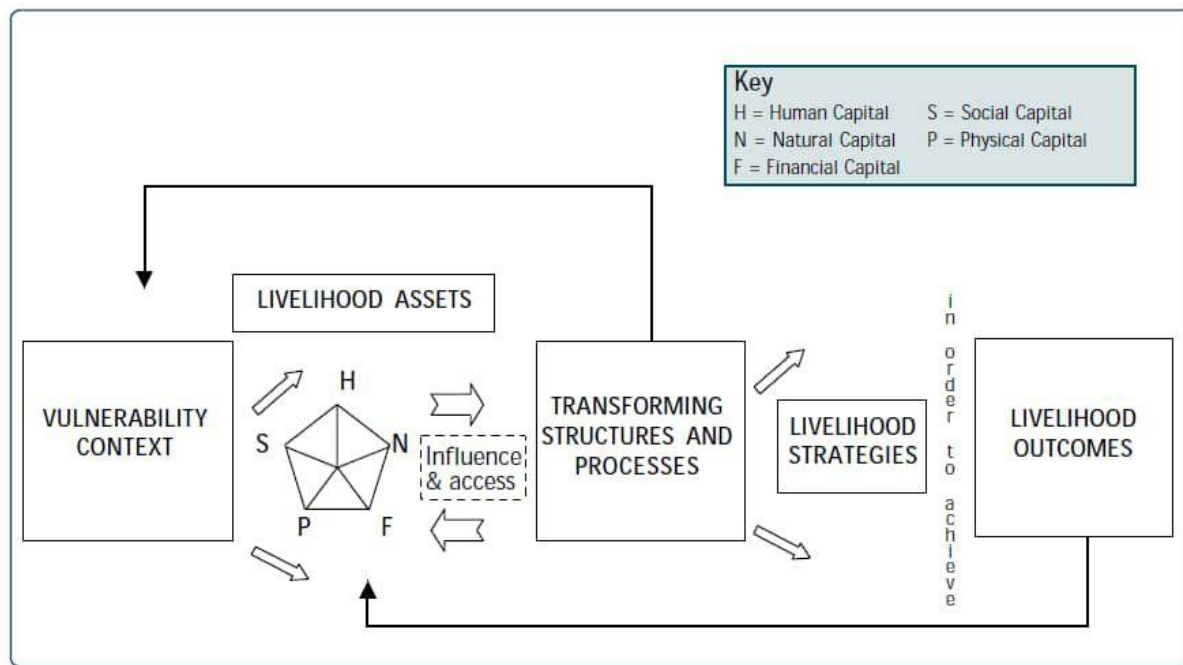 Key
H = Human Capital S = Social Capital
N = Natural Capital P = Physical Capital
F = Financial Capital
LIVELIHOOD ASSETS
VULNERABILITY
CONTEXT
H
S
N
P
F
Influence
& access
TRANSFORMING
STRUCTURES AND
PROCESSES
LIVELIHOOD
STRATEGIES
in order to achieve
LIVELIHOOD
OUTCOMES